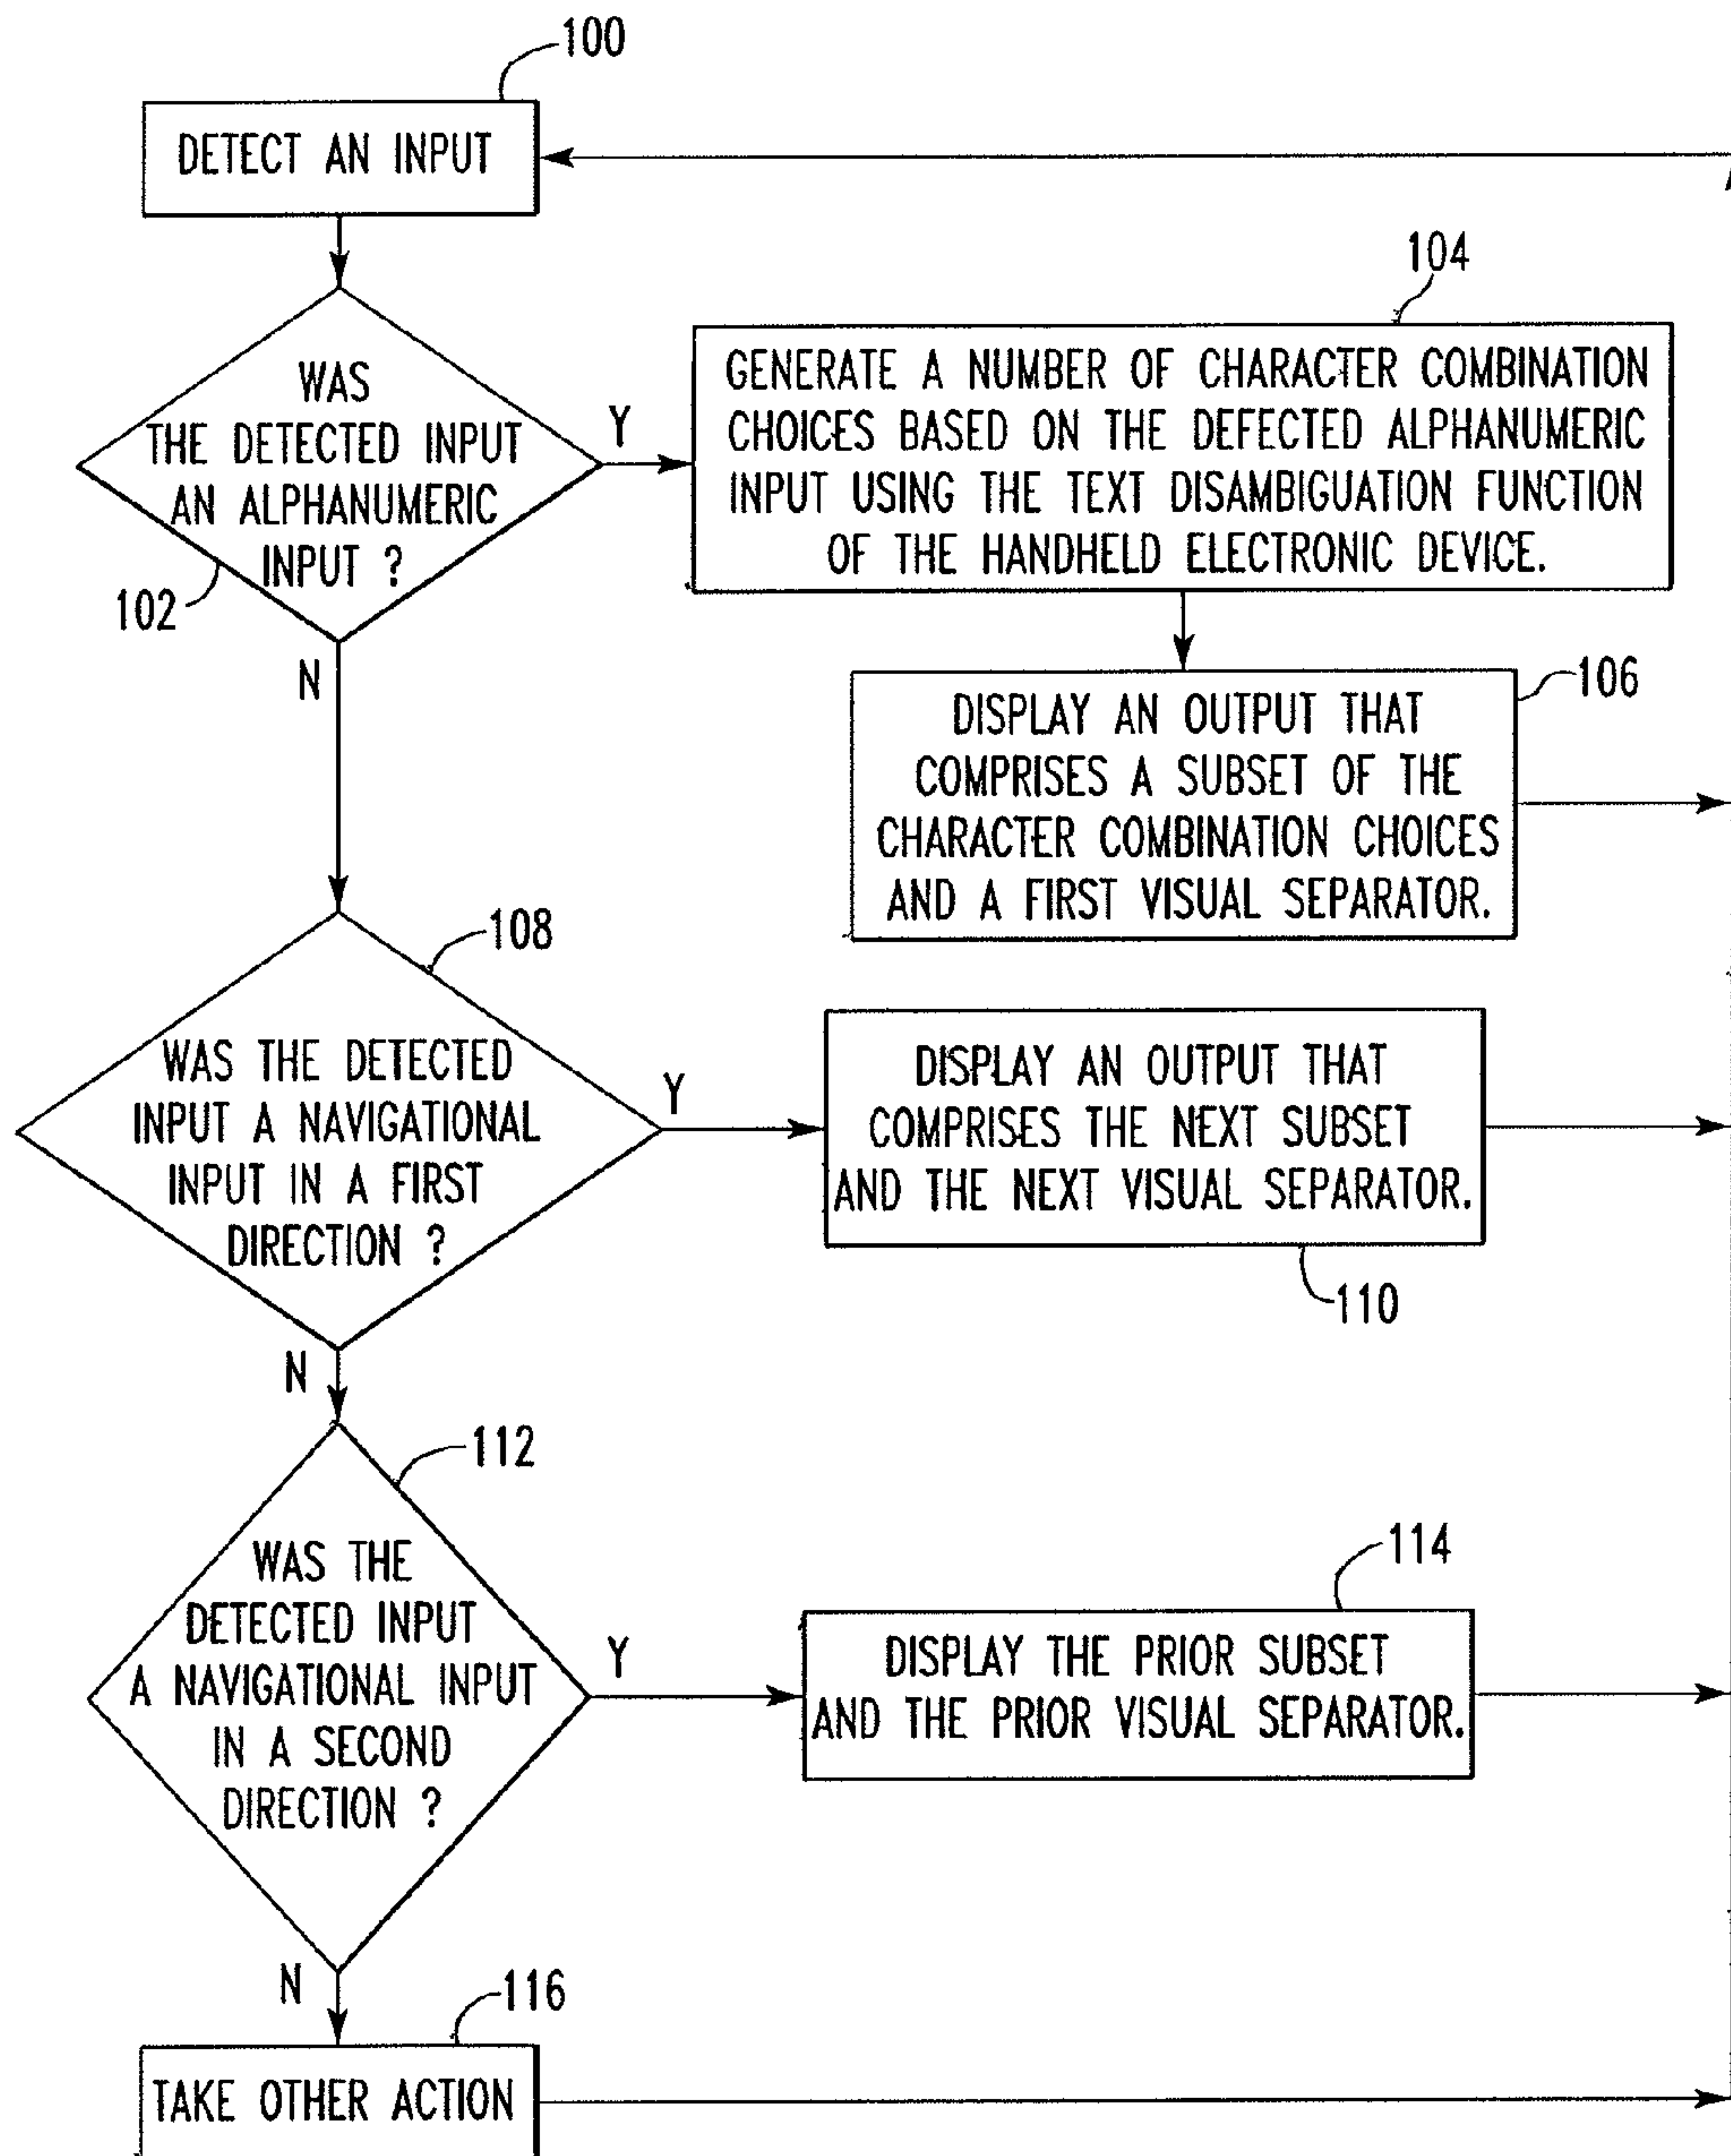 100
DETECT AN INPUT
104
WAS
THE DETECTED INPUT
AN ALPHANUMERIC
INPUT ?
102
Y
GENERATE A NUMBER OF CHARACTER COMBINATION
CHOICES BASED ON THE DEFECTED ALPHANUMERIC
INPUT USING THE TEXT DISAMBIGUATION FUNCTION
OF THE HANDHELD ELECTRONIC DEVICE.
N
106
DISPLAY AN OUTPUT THAT
COMPRISES A SUBSET OF THE
CHARACTER COMBINATION CHOICES
AND A FIRST VISUAL SEPARATOR.
108
WAS THE DETECTED
INPUT A NAVIGATIONAL
INPUT IN A FIRST
DIRECTION ?
Y
DISPLAY AN OUTPUT THAT
COMPRISES THE NEXT SUBSET
AND THE NEXT VISUAL SEPARATOR.
110
N
112
WAS THE
DETECTED INPUT
A NAVIGATIONAL INPUT
IN A SECOND
DIRECTION ?
Y
114
DISPLAY THE PRIOR SUBSET
AND THE PRIOR VISUAL SEPARATOR.
N
116
TAKE OTHER ACTION